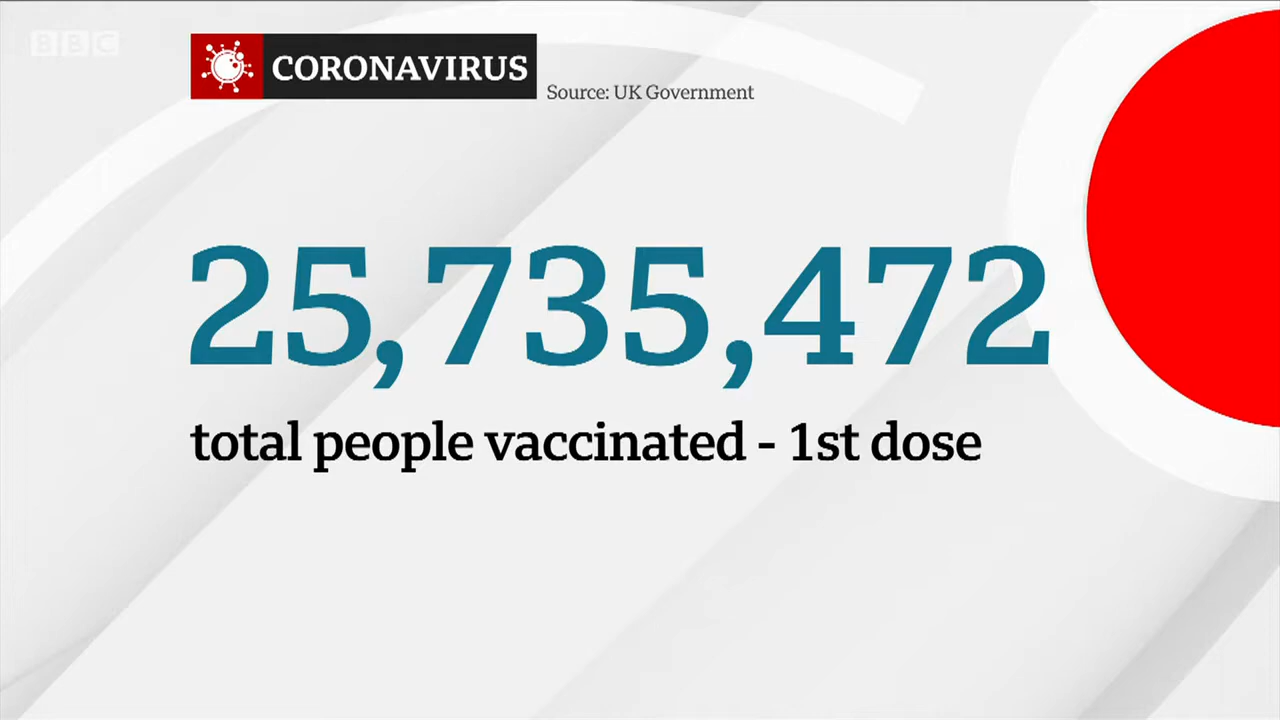 BBC
CORONAVIRUS
Source: UK Government
25,735,472
total people vaccinated - 1st dose